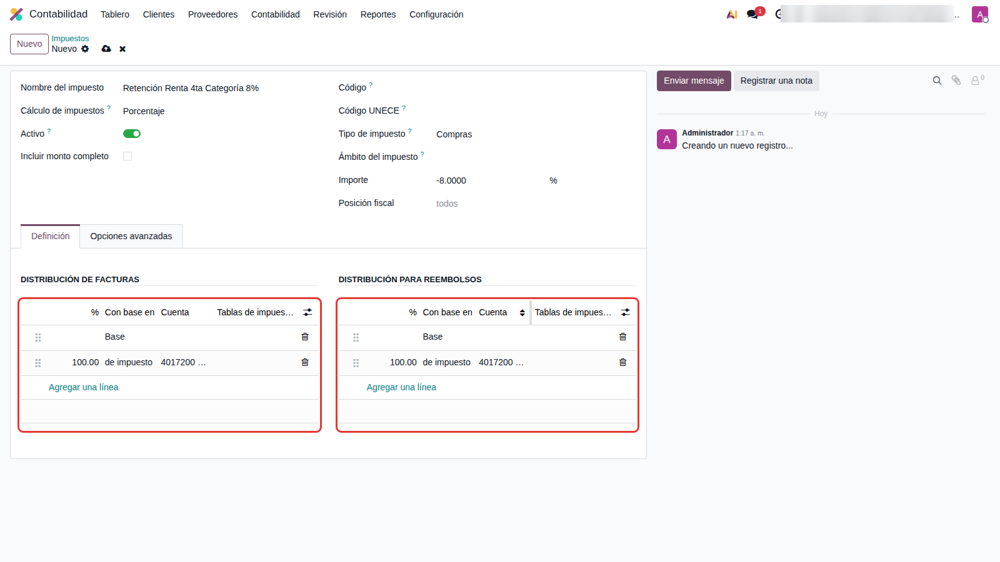 Contabilidad Tablero Clientes Proveedores Contabilidad Revisión Reportes Configuración AI 1 .. A
Nuevo Impuestos
Nuevo
Nombre del impuesto Retención Renta 4ta Categoría 8% Código ?
Cálculo de impuestos ? Porcentaje Código UNECE ?
Activo ? Tipo de impuesto ? Compras
Incluir monto completo Ámbito del impuesto ?
Importe -8.0000 %
Posición fiscal todos
Definición Opciones avanzadas
DISTRIBUCIÓN DE FACTURAS
% Con base en Cuenta Tablas de impues…
Base
100.00 de impuesto 4017200 …
Agregar una línea
DISTRIBUCIÓN PARA REEMBOLSOS
% Con base en Cuenta Tablas de impues…
Base
100.00 de impuesto 4017200 …
Agregar una línea
Enviar mensaje Registrar una nota 0
Hoy
A Administrador 1:17 a. m.
Creando un nuevo registro...